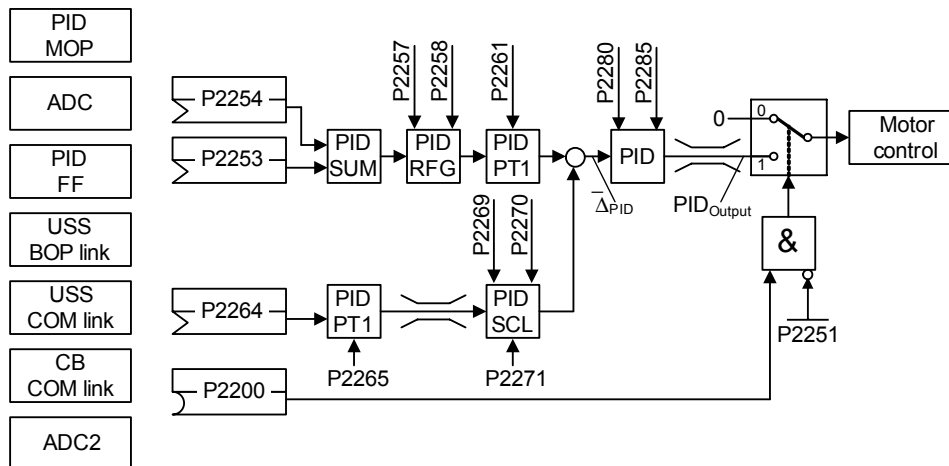 PID
MOP
ADC
PID
FF
USS
BOP link
USS
COM link
CB
COM link
ADC2
P2254
P2253
P2264
P2200
PID
SUM
P2257
P2258
PID
RFG
P2261
PID
PT1
P2280
P2285
PID
Δ̅PID
PIDOutput
0
0
1
Motor
control
&
P2251
PID
PT1
P2265
P2269
P2270
PID
SCL
P2271